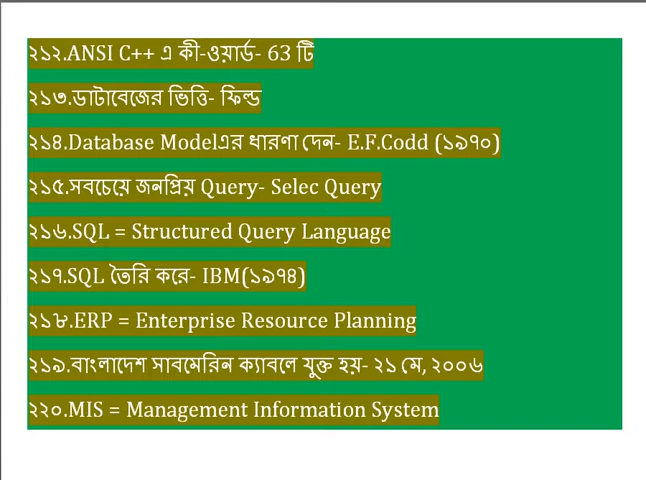 ২১২.ANSI C++ এ কী-ওয়ার্ড- 63 টি
২১৩.ডাটাবেজের ভিত্তি- ফিল্ড
২১৪.Database Modelএর ধারণা দেন- E.F.Codd (১৯৭০)
২১৫.সবচেয়ে জনপ্রিয় Query- Selec Query
২১৬.SQL = Structured Query Language
২১৭.SQL তৈরি করে- IBM(১৯৭৪)
২১৮.ERP = Enterprise Resource Planning
২১৯.বাংলাদেশ সাবমেরিন ক্যাবলে যুক্ত হয়- ২১ মে, ২০০৬
২২০.MIS = Management Information System